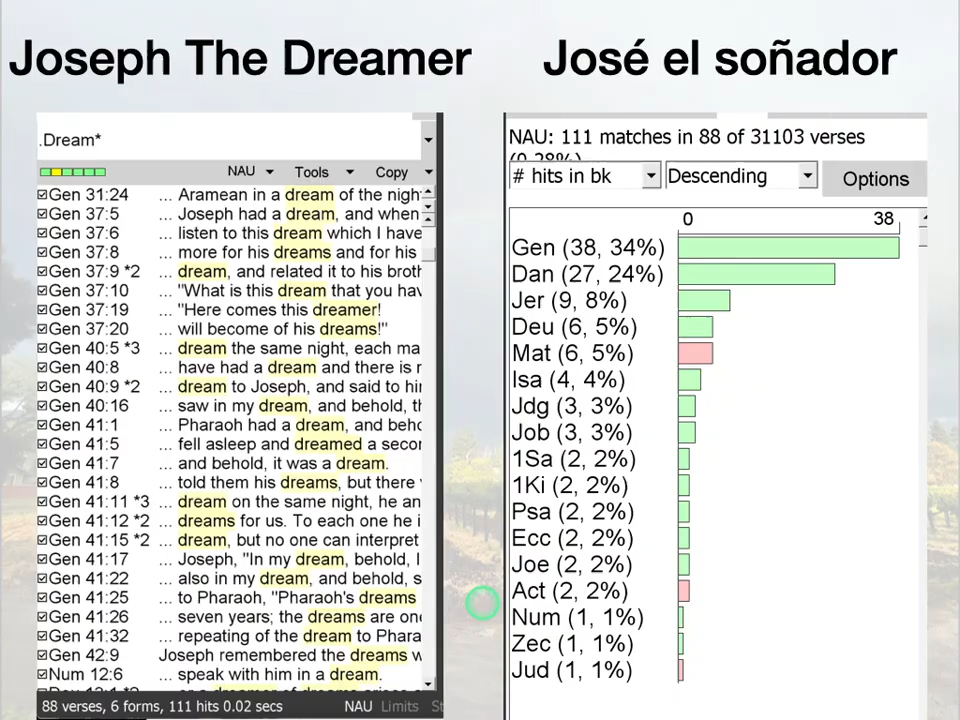 Joseph The Dreamer
José el soñador
.Dream*
NAU Tools Copy
Gen 31:24 ... Aramean in a dream of the night
Gen 37:5 ... Joseph had a dream, and when
Gen 37:6 ... listen to this dream which I have
Gen 37:8 ... more for his dreams and for his
Gen 37:9 *2 ... dream, and related it to his broth
Gen 37:10 ... "What is this dream that you hav
Gen 37:19 ... "Here comes this dreamer!
Gen 37:20 ... will become of his dreams!"
Gen 40:5 *3 ... dream the same night, each ma
Gen 40:8 ... have had a dream and there is r
Gen 40:9 *2 ... dream to Joseph, and said to hir
Gen 40:16 ... saw in my dream, and behold, th
Gen 41:1 ... Pharaoh had a dream, and beho
Gen 41:5 ... fell asleep and dreamed a secor
Gen 41:7 ... and behold, it was a dream.
Gen 41:8 ... told them his dreams, but there
Gen 41:11 *3 ... dream on the same night, he an
Gen 41:12 *2 ... dreams for us. To each one he i
Gen 41:15 *2 ... dream, but no one can interpret
Gen 41:17 ... Joseph, "In my dream, behold, I
Gen 41:22 ... also in my dream, and behold, s
Gen 41:25 ... to Pharaoh, "Pharaoh's dreams
Gen 41:26 ... seven years; the dreams are one
Gen 41:32 ... repeating of the dream to Phara
Gen 42:9 Joseph remembered the dreams w
Num 12:6 ... speak with him in a dream.
88 verses, 6 forms, 111 hits 0.02 secs NAU Limits St
NAU: 111 matches in 88 of 31103 verses
(0.28%)
# hits in bk Descending Options
0 38
Gen (38, 34%)
Dan (27, 24%)
Jer (9, 8%)
Deu (6, 5%)
Mat (6, 5%)
Isa (4, 4%)
Jdg (3, 3%)
Job (3, 3%)
1Sa (2, 2%)
1Ki (2, 2%)
Psa (2, 2%)
Ecc (2, 2%)
Joe (2, 2%)
Act (2, 2%)
Num (1, 1%)
Zec (1, 1%)
Jud (1, 1%)